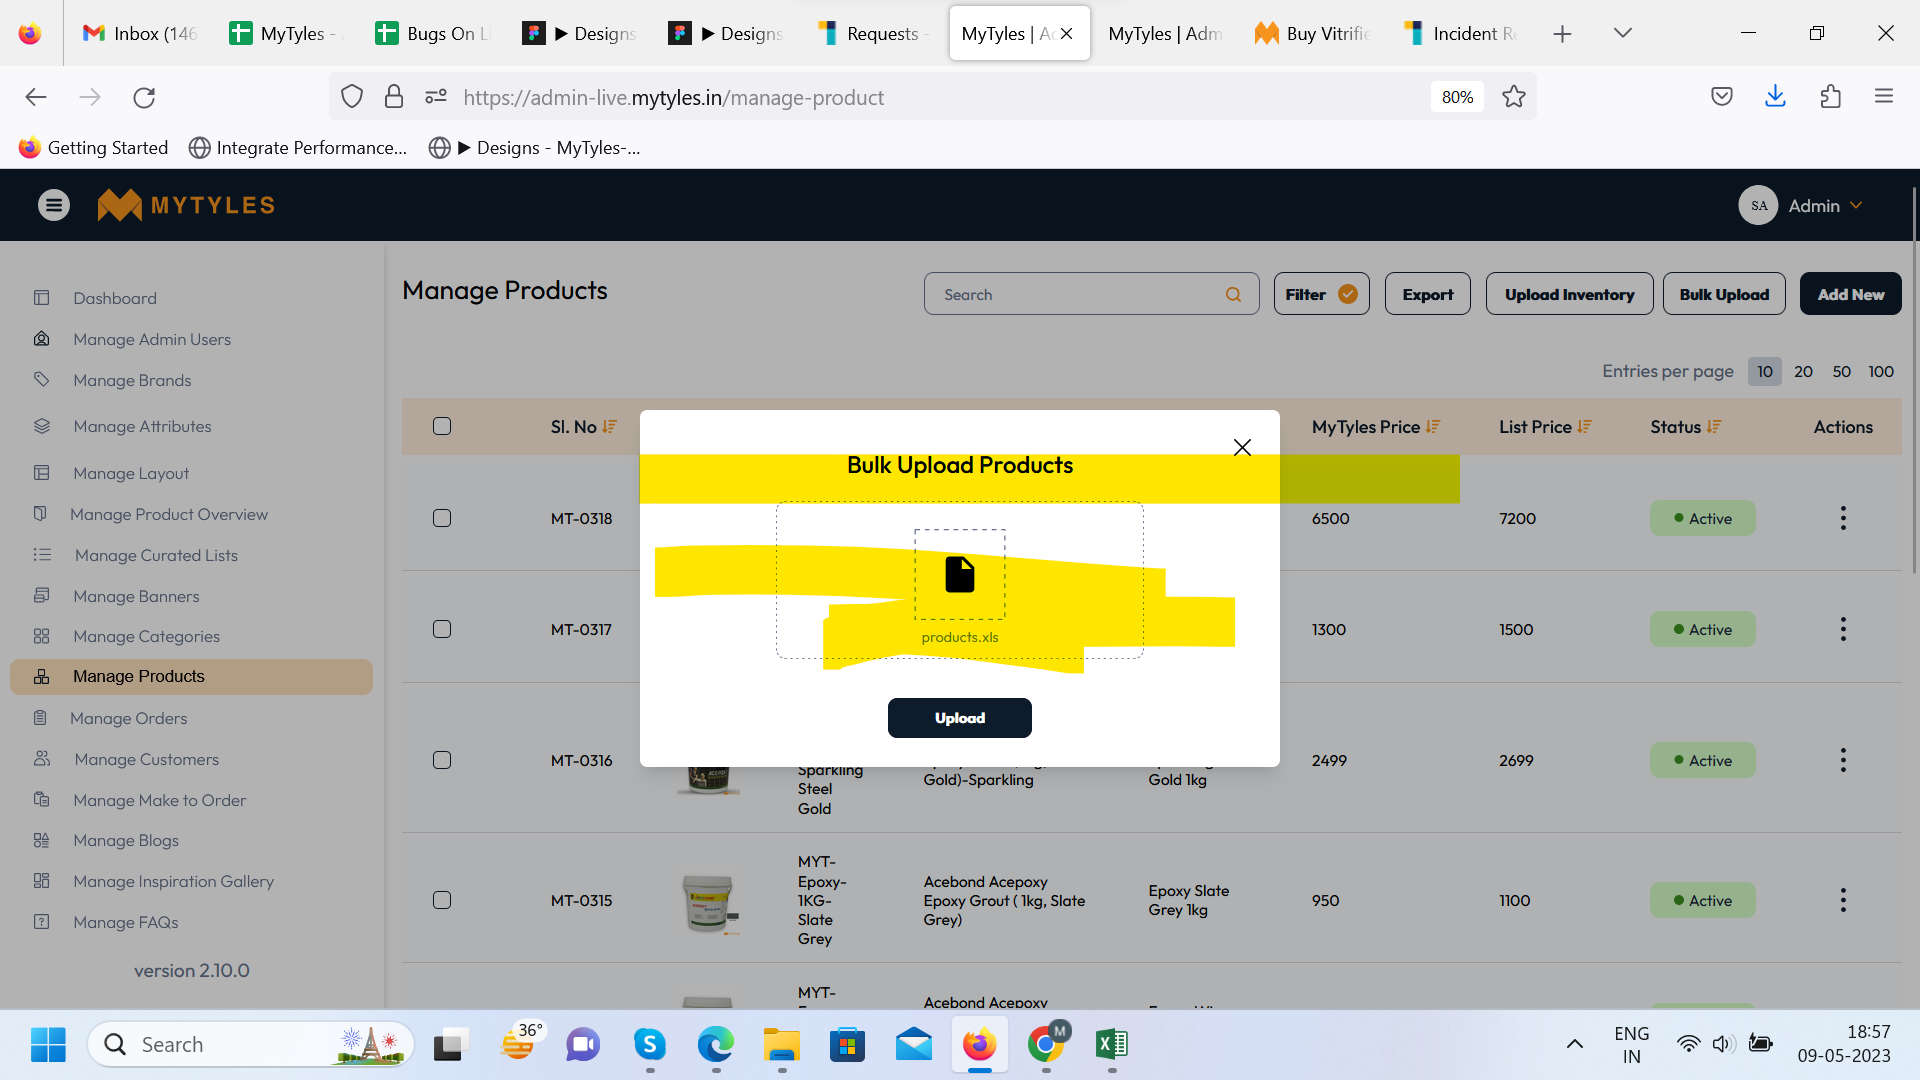 Inbox (146
MyTyles -
Bugs On Li
▶ Designs
▶ Designs
Requests -
MyTyles | Ad
MyTyles | Adm
Buy Vitrifie
Incident Re
https://admin-live.mytyles.in/manage-product
80%
Getting Started
Integrate Performance...
▶ Designs - MyTyles-...
MYTYLES
SA
Admin
Dashboard
Manage Admin Users
Manage Brands
Manage Attributes
Manage Layout
Manage Product Overview
Manage Curated Lists
Manage Banners
Manage Categories
Manage Products
Manage Orders
Manage Customers
Manage Make to Order
Manage Blogs
Manage Inspiration Gallery
Manage FAQs
version 2.10.0
Manage Products
Search
Filter
Export
Upload Inventory
Bulk Upload
Add New
Entries per page 10 20 50 100
Sl. No
MyTyles Price
List Price
Status
Actions
MT-0318
6500
7200
Active
MT-0317
1300
1500
Active
Bulk Upload Products
products.xls
Upload
MT-0316
Sparkling
Steel
Gold
Gold)-Sparkling
Gold 1kg
2499
2699
Active
MT-0315
MYT-
Epoxy-
1KG-
Slate
Grey
Acebond Acepoxy
Epoxy Grout ( 1kg, Slate
Grey)
Epoxy Slate
Grey 1kg
950
1100
Active
MYT-
Acebond Acepoxy
Search
36°
M
ENG
IN
18:57
09-05-2023